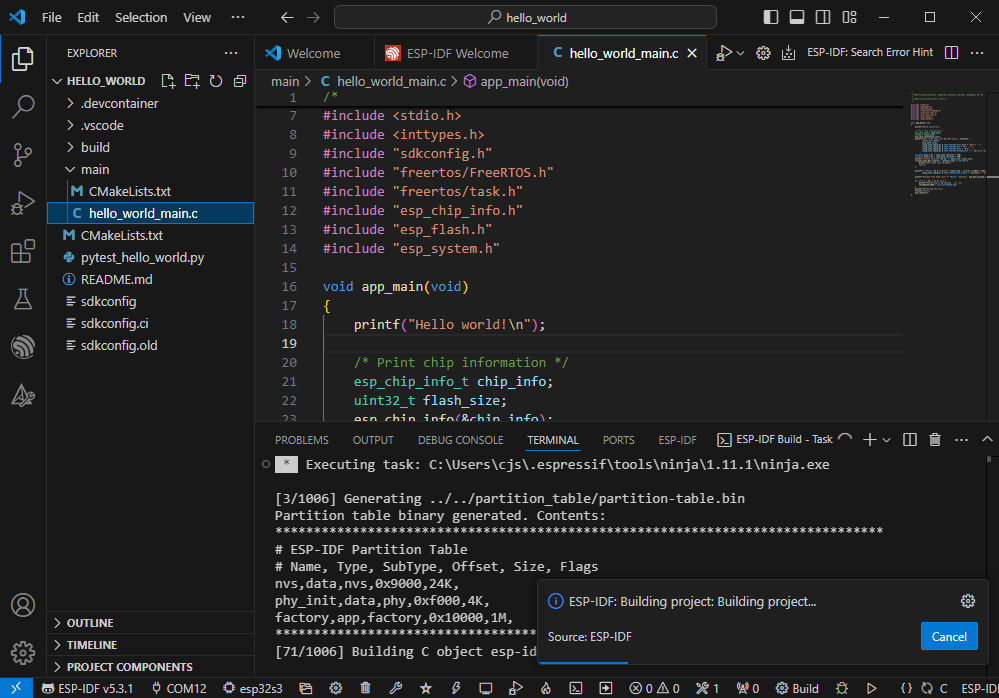 File Edit Selection View ··· hello_world
EXPLORER ···
HELLO_WORLD
.devcontainer
.vscode
build
main
M CMakeLists.txt
C hello_world_main.c
M CMakeLists.txt
pytest_hello_world.py
README.md
sdkconfig
sdkconfig.ci
sdkconfig.old
OUTLINE
TIMELINE
PROJECT COMPONENTS
Welcome ESP-IDF Welcome C hello_world_main.c ESP-IDF: Search Error Hint ···
main > C hello_world_main.c > app_main(void)
1 /*
7 #include <stdio.h>
8 #include <inttypes.h>
9 #include "sdkconfig.h"
10 #include "freertos/FreeRTOS.h"
11 #include "freertos/task.h"
12 #include "esp_chip_info.h"
13 #include "esp_flash.h"
14 #include "esp_system.h"
15
16 void app_main(void)
17 {
18 printf("Hello world!\n");
19
20 /* Print chip information */
21 esp_chip_info_t chip_info;
22 uint32_t flash_size;
23 esp_chip_info(&chip_info);
PROBLEMS OUTPUT DEBUG CONSOLE TERMINAL PORTS ESP-IDF ESP-IDF Build - Task ···
* Executing task: C:\Users\cjs\.espressif\tools\ninja\1.11.1\ninja.exe
[3/1006] Generating ../../partition_table/partition-table.bin
Partition table binary generated. Contents:
*******************************************************************************
# ESP-IDF Partition Table
# Name, Type, SubType, Offset, Size, Flags
nvs,data,nvs,0x9000,24K,
phy_init,data,phy,0xf000,4K,
factory,app,factory,0x10000,1M,
**********************************
[71/1006] Building C object esp-id
ESP-IDF: Building project: Building project...
Source: ESP-IDF
Cancel
ESP-IDF v5.3.1 COM12 esp32s3 0 0 1 0 Build {} C ESP-ID